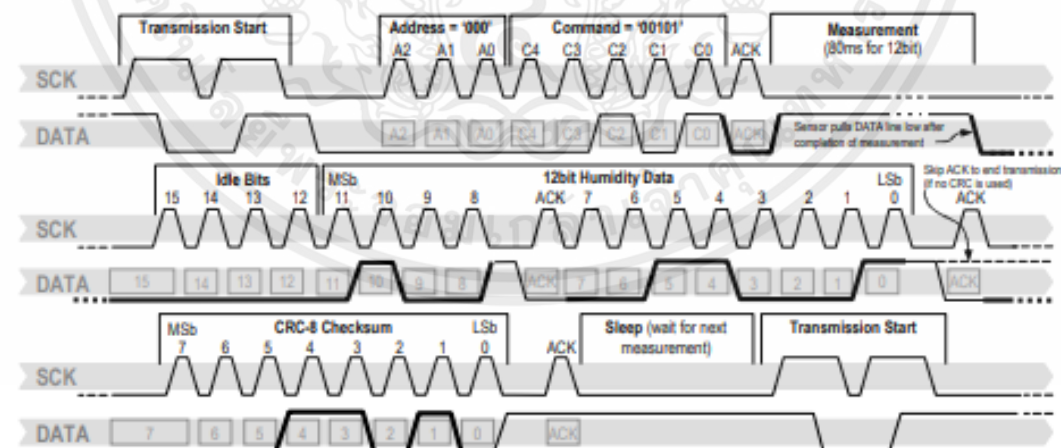 Transmission Start Address = '000' Command = '00101' Measurement
(80ms for 12bit)
A2 A1 A0 C4 C3 C2 C1 C0 ACK
SCK
DATA A2 A1 A0 C4 C3 C2 C1 C0 ACK Sensor pulls DATA line low after
completion of measurement
Idle Bits MSb 12bit Humidity Data LSb Skip ACK to end transmission
(if no CRC is used)
15 14 13 12 11 10 9 8 ACK 7 6 5 4 3 2 1 0 ACK
SCK
DATA 15 14 13 12 11 10 9 8 ACK 7 6 5 4 3 2 1 0 ACK
MSb CRC-8 Checksum LSb Sleep (wait for next
measurement) Transmission Start
7 6 5 4 3 2 1 0 ACK
SCK
DATA 7 6 5 4 3 2 1 0 ACK